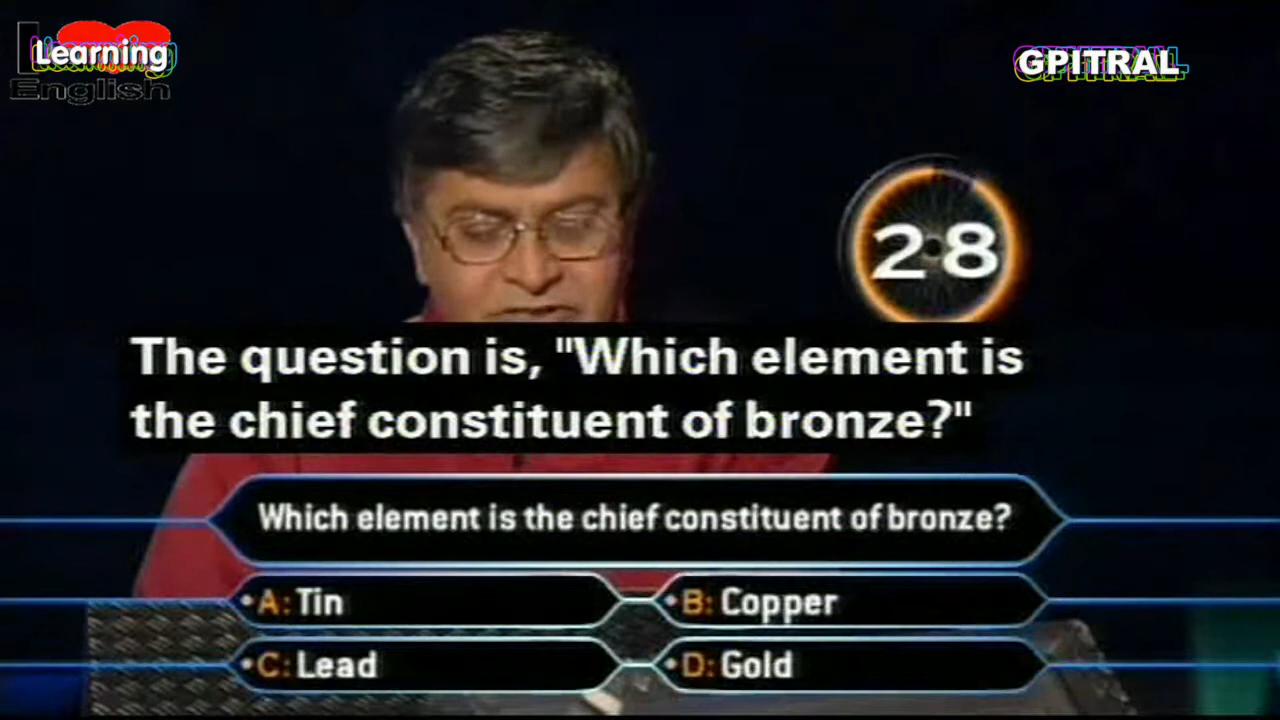 I
Learning
English
GPITRAL
28
The question is, "Which element is
the chief constituent of bronze?"
Which element is the chief constituent of bronze?
A: Tin
B: Copper
C: Lead
D: Gold